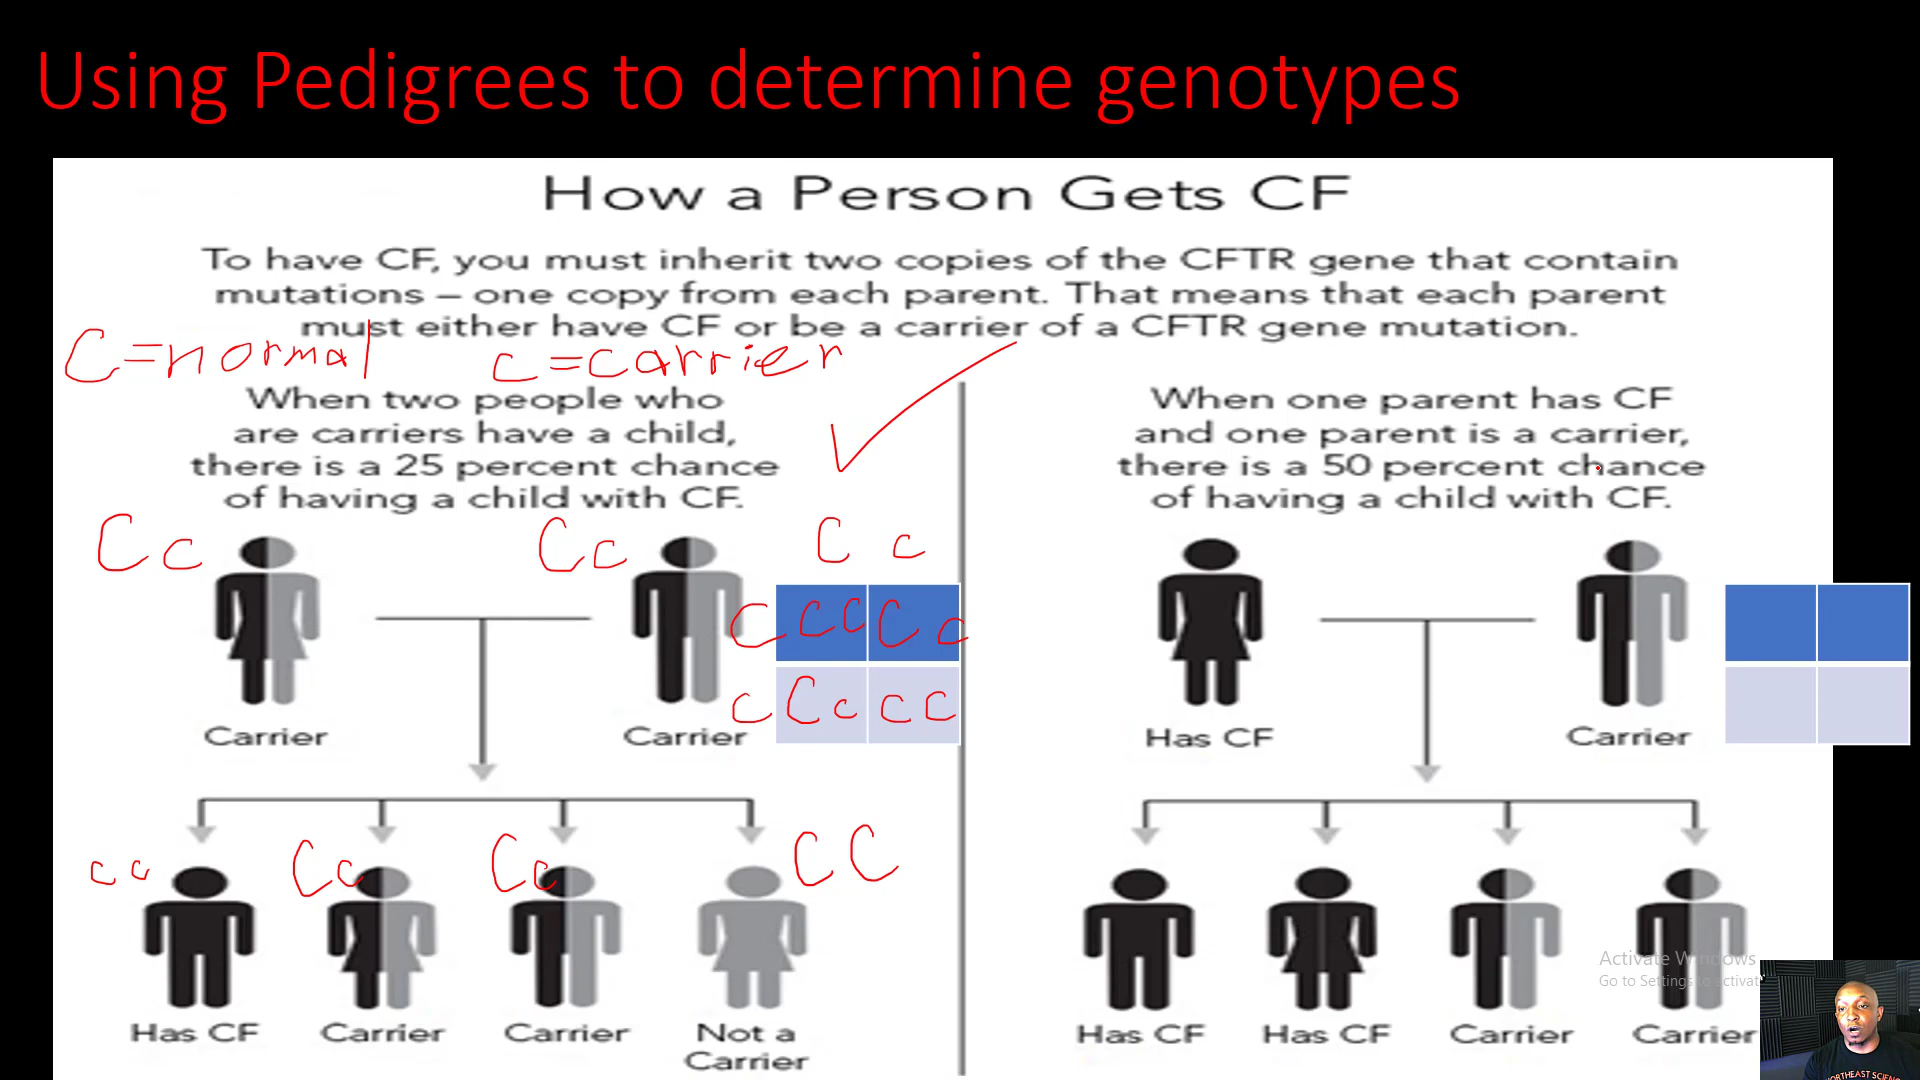 Using Pedigrees to determine genotypes
How a Person Gets CF
To have CF, you must inherit two copies of the CFTR gene that contain
mutations – one copy from each parent. That means that each parent
must either have CF or be a carrier of a CFTR gene mutation.
C=normal c=carrier
When two people who
are carriers have a child,
there is a 25 percent chance
of having a child with CF.
Cc Cc C c
C CC Cc
c Cc cc
Carrier Carrier
cc Cc Cc CC
Has CF Carrier Carrier Not a
Carrier
When one parent has CF
and one parent is a carrier,
there is a 50 percent chance
of having a child with CF.
Has CF Carrier
Has CF Has CF Carrier Carrier
Activate Windows
Go to Settings to activat